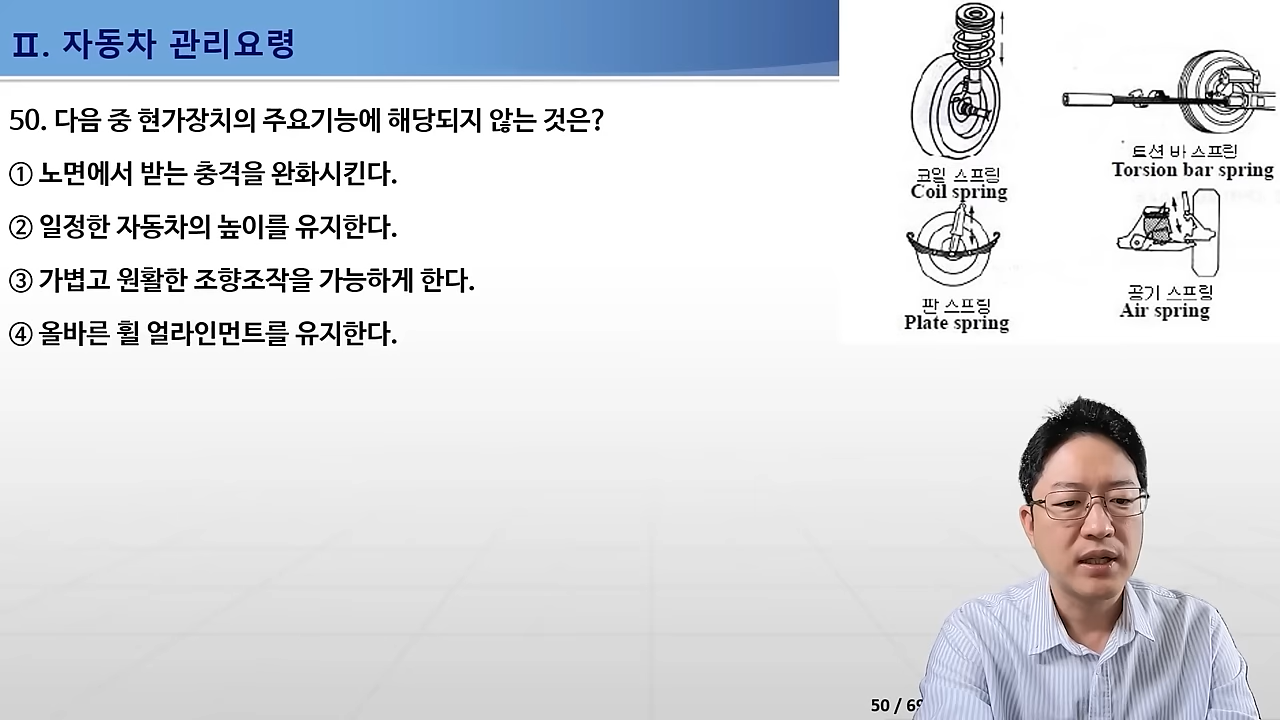 Ⅱ. 자동차 관리요령
50. 다음 중 현가장치의 주요기능에 해당되지 않는 것은?
① 노면에서 받는 충격을 완화시킨다.
② 일정한 자동차의 높이를 유지한다.
③ 가볍고 원활한 조향조작을 가능하게 한다.
④ 올바른 휠 얼라인먼트를 유지한다.
코일 스프링
Coil spring
토션 바 스프링
Torsion bar spring
판 스프링
Plate spring
공기 스프링
Air spring
50 / 69